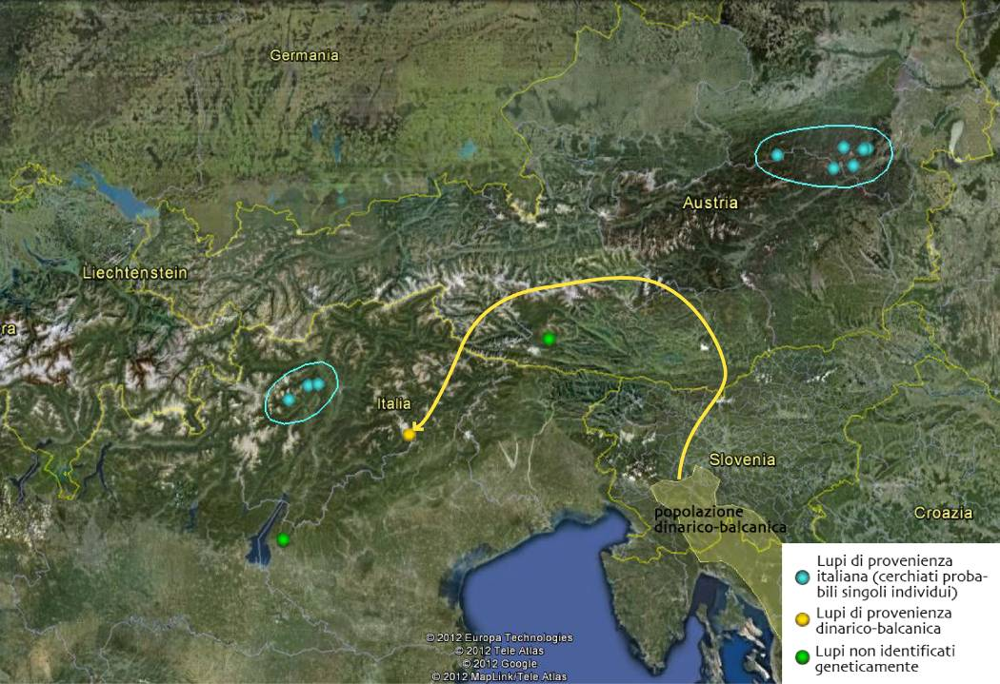 Germania
Austria
Liechtenstein
ra
Italia
Slovenia
popolazione
dinarico-balcanica
Croazia
Lupi di provenienza
italiana (cerchiati proba-
bili singoli individui)
Lupi di provenienza
dinarico-balcanica
Lupi non identificati
geneticamente
© 2012 Europa Technologies
© 2012 Tele Atlas
© 2012 Google
© 2012 MapLink/Tele Atlas